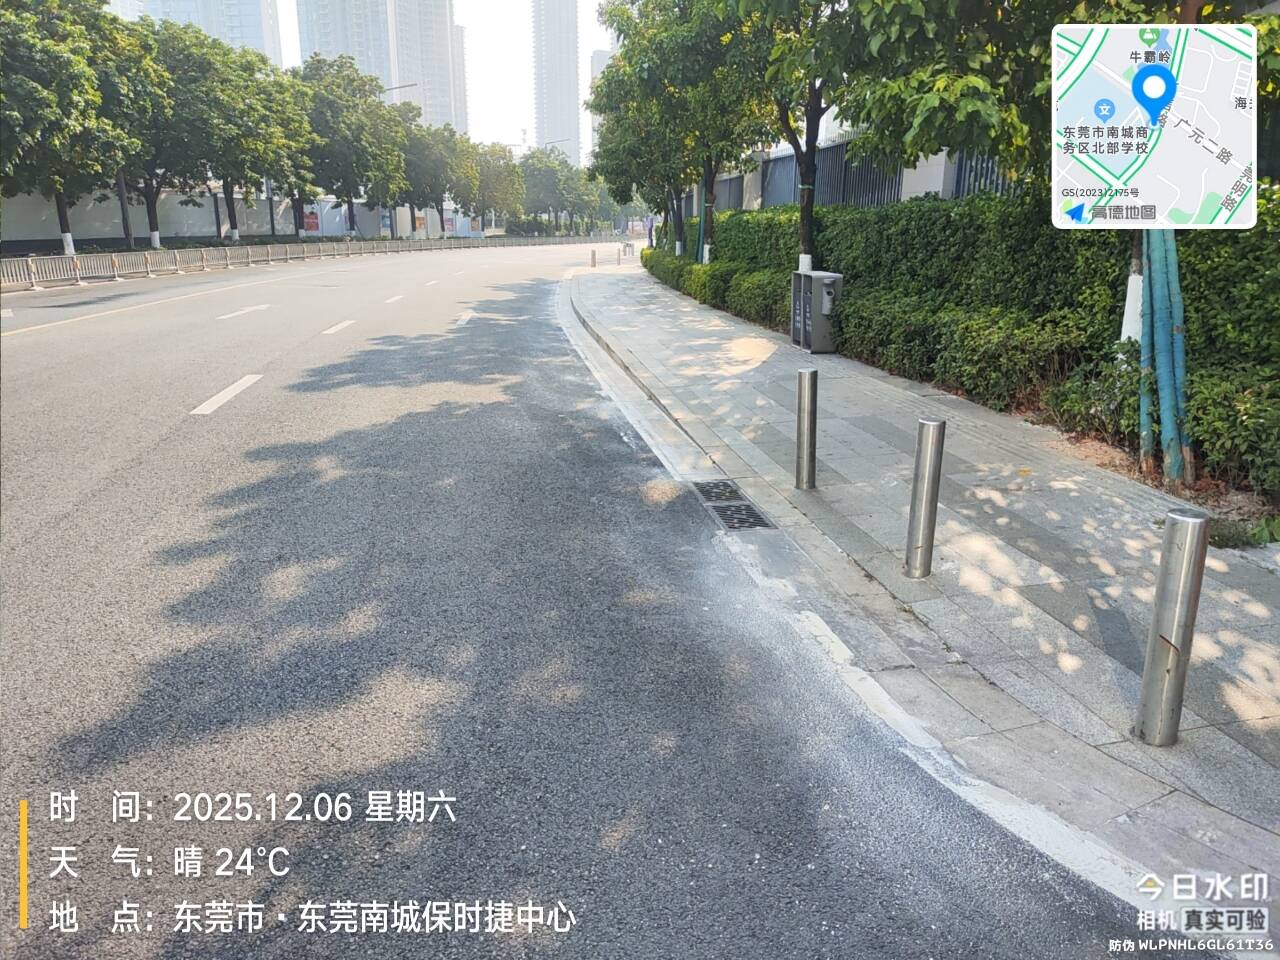 牛霸岭
东莞市南城商
务区北部学校
广元二路
莞明路
GS(2023)2175号
高德地图
时 间：2025.12.06 星期六
天 气：晴 24℃
地 点：东莞市·东莞南城保时捷中心
今日水印
相机 真实可验
防伪 WLPNHL6GL61T36